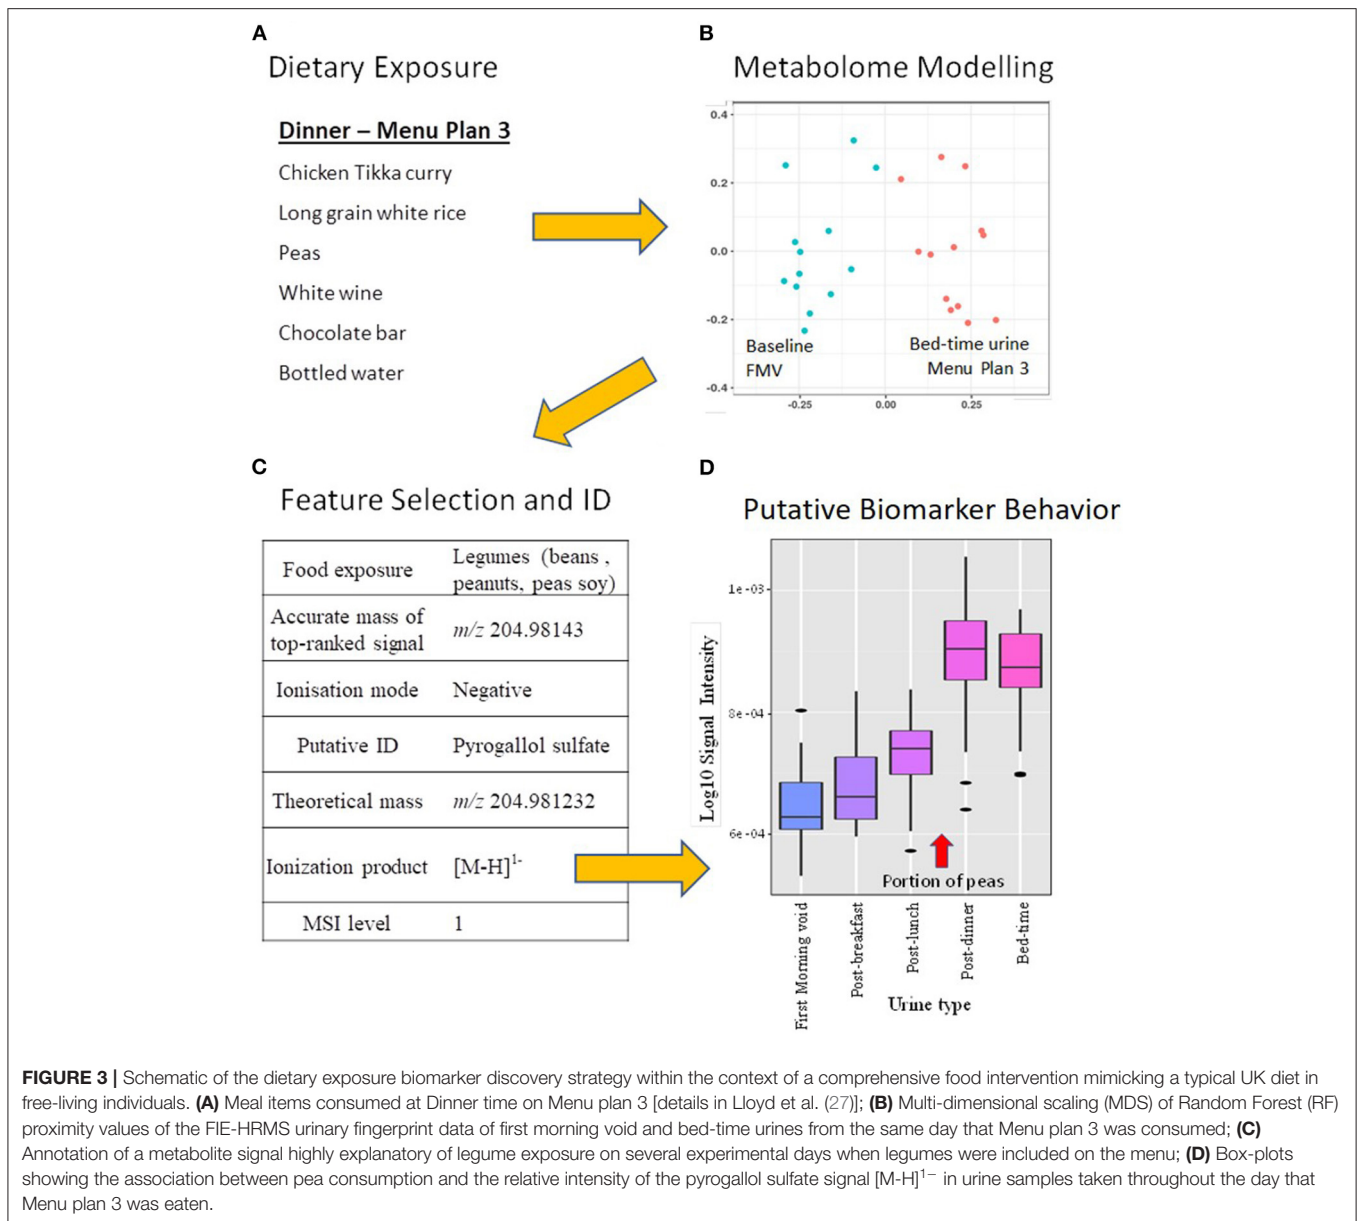 A
Dietary Exposure
Dinner – Menu Plan 3
Chicken Tikka curry
Long grain white rice
Peas
White wine
Chocolate bar
Bottled water
B
Metabolome Modelling
0.4
0.2
0.0
-0.2
-0.4
-0.25
0.00
0.25
Baseline
FMV
Bed-time urine
Menu Plan 3
C
Feature Selection and ID
Food exposure
Legumes (beans ,
peanuts, peas soy)
Accurate mass of
top-ranked signal
m/z 204.98143
Ionisation mode
Negative
Putative ID
Pyrogallol sulfate
Theoretical mass
m/z 204.981232
Ionization product
[M-H]1-
MSI level
1
D
Putative Biomarker Behavior
Log10 Signal Intensity
1e-03
8e-04
6e-04
Portion of peas
First Morning void
Post-breakfast
Post-lunch
Post-dinner
Bed-time
Urine type
FIGURE 3 | Schematic of the dietary exposure biomarker discovery strategy within the context of a comprehensive food intervention mimicking a typical UK diet in
free-living individuals. (A) Meal items consumed at Dinner time on Menu plan 3 [details in Lloyd et al. (27)]; (B) Multi-dimensional scaling (MDS) of Random Forest (RF)
proximity values of the FIE-HRMS urinary fingerprint data of first morning void and bed-time urines from the same day that Menu plan 3 was consumed; (C)
Annotation of a metabolite signal highly explanatory of legume exposure on several experimental days when legumes were included on the menu; (D) Box-plots
showing the association between pea consumption and the relative intensity of the pyrogallol sulfate signal [M-H]1− in urine samples taken throughout the day that
Menu plan 3 was eaten.